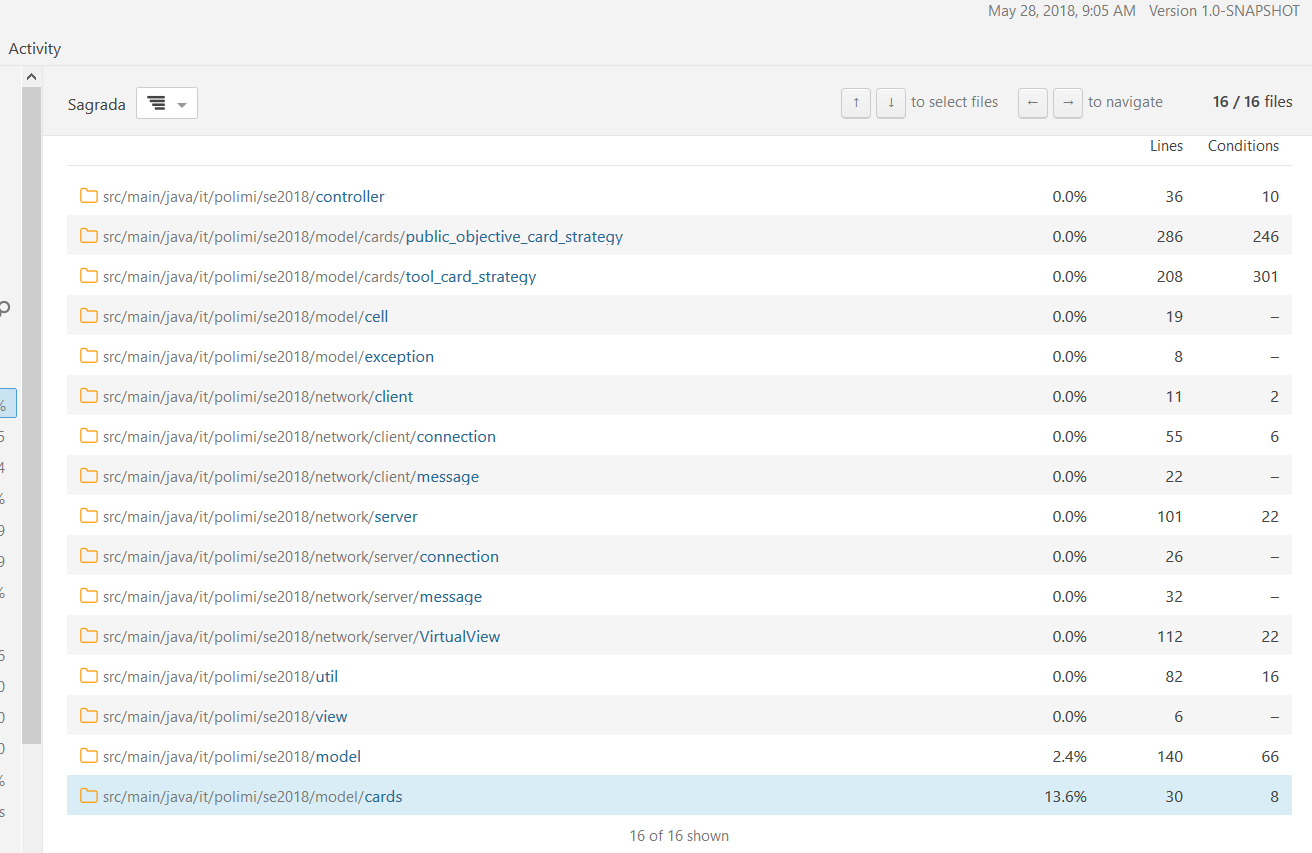 May 28, 2018, 9:05 AM Version 1.0-SNAPSHOT
Activity
Sagrada ↑ ↓ to select files ← → to navigate 16 / 16 files
Lines Conditions
src/main/java/it/polimi/se2018/controller 0.0% 36 10
src/main/java/it/polimi/se2018/model/cards/public_objective_card_strategy 0.0% 286 246
src/main/java/it/polimi/se2018/model/cards/tool_card_strategy 0.0% 208 301
src/main/java/it/polimi/se2018/model/cell 0.0% 19 –
src/main/java/it/polimi/se2018/model/exception 0.0% 8 –
src/main/java/it/polimi/se2018/network/client 0.0% 11 2
src/main/java/it/polimi/se2018/network/client/connection 0.0% 55 6
src/main/java/it/polimi/se2018/network/client/message 0.0% 22 –
src/main/java/it/polimi/se2018/network/server 0.0% 101 22
src/main/java/it/polimi/se2018/network/server/connection 0.0% 26 –
src/main/java/it/polimi/se2018/network/server/message 0.0% 32 –
src/main/java/it/polimi/se2018/network/server/VirtualView 0.0% 112 22
src/main/java/it/polimi/se2018/util 0.0% 82 16
src/main/java/it/polimi/se2018/view 0.0% 6 –
src/main/java/it/polimi/se2018/model 2.4% 140 66
src/main/java/it/polimi/se2018/model/cards 13.6% 30 8
16 of 16 shown